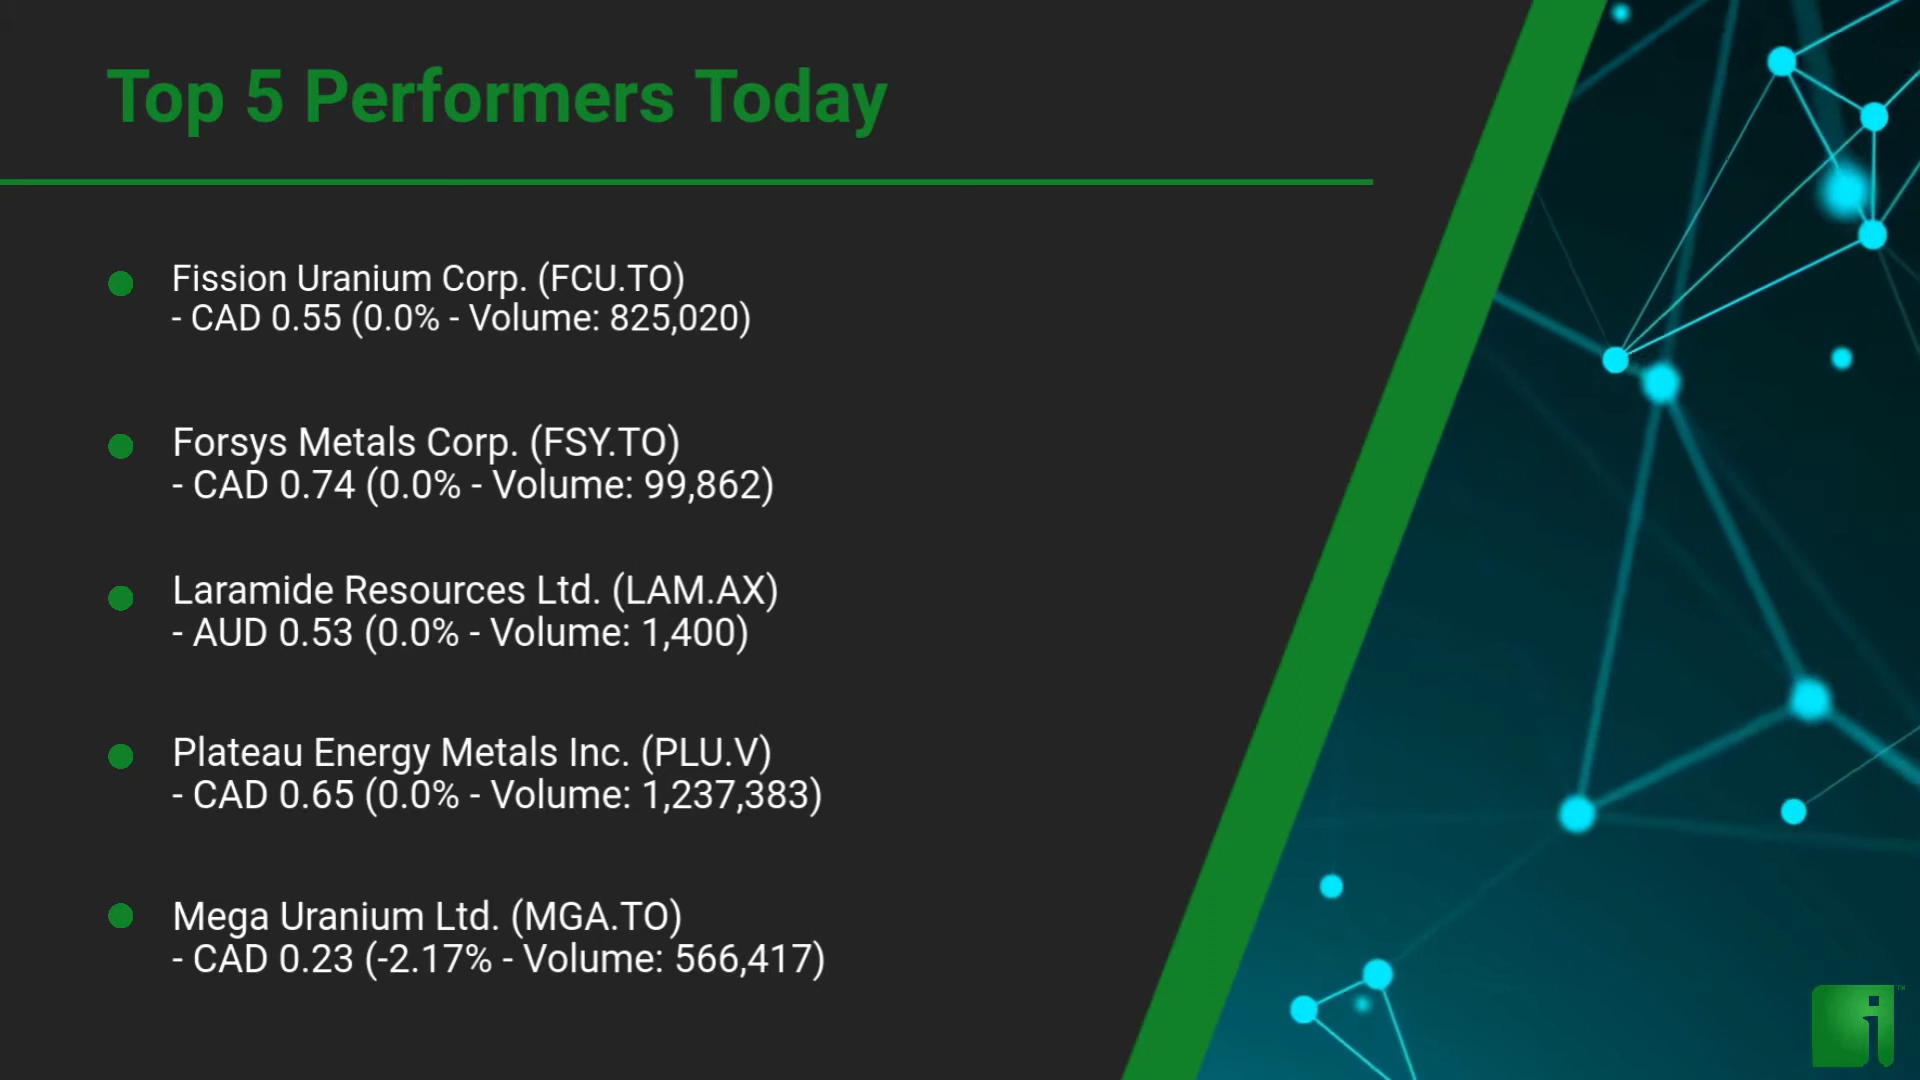 Top 5 Performers Today
Fission Uranium Corp. (FCU.TO)
- CAD 0.55 (0.0% - Volume: 825,020)
Forsys Metals Corp. (FSY.TO)
- CAD 0.74 (0.0% - Volume: 99,862)
Laramide Resources Ltd. (LAM.AX)
- AUD 0.53 (0.0% - Volume: 1,400)
Plateau Energy Metals Inc. (PLU.V)
- CAD 0.65 (0.0% - Volume: 1,237,383)
Mega Uranium Ltd. (MGA.TO)
- CAD 0.23 (-2.17% - Volume: 566,417)
i™